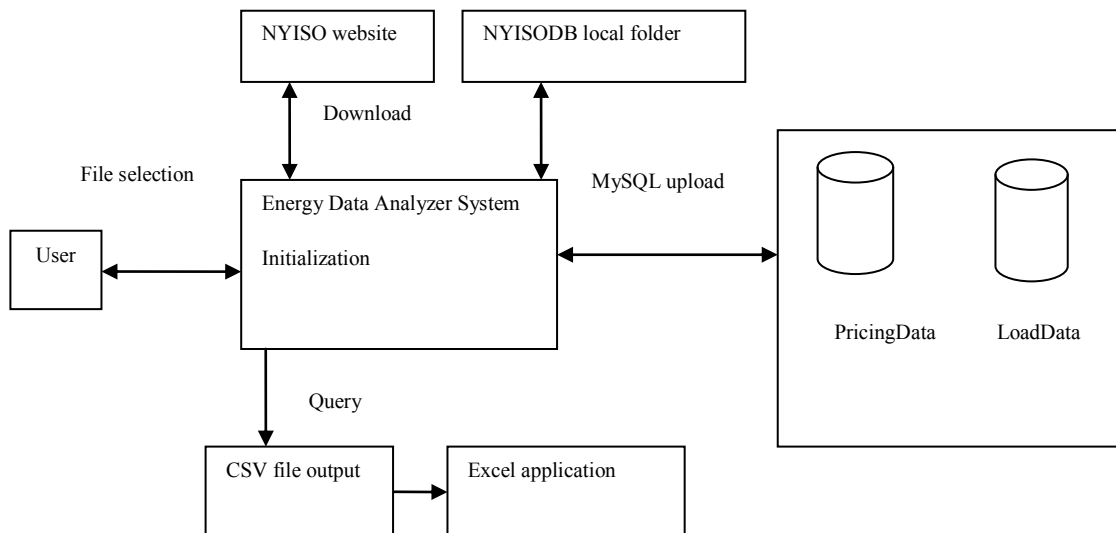 NYISO website
NYISODB local folder
Download
File selection
MySQL upload
Energy Data Analyzer System
Initialization
User
PricingData
LoadData
Query
CSV file output
Excel application